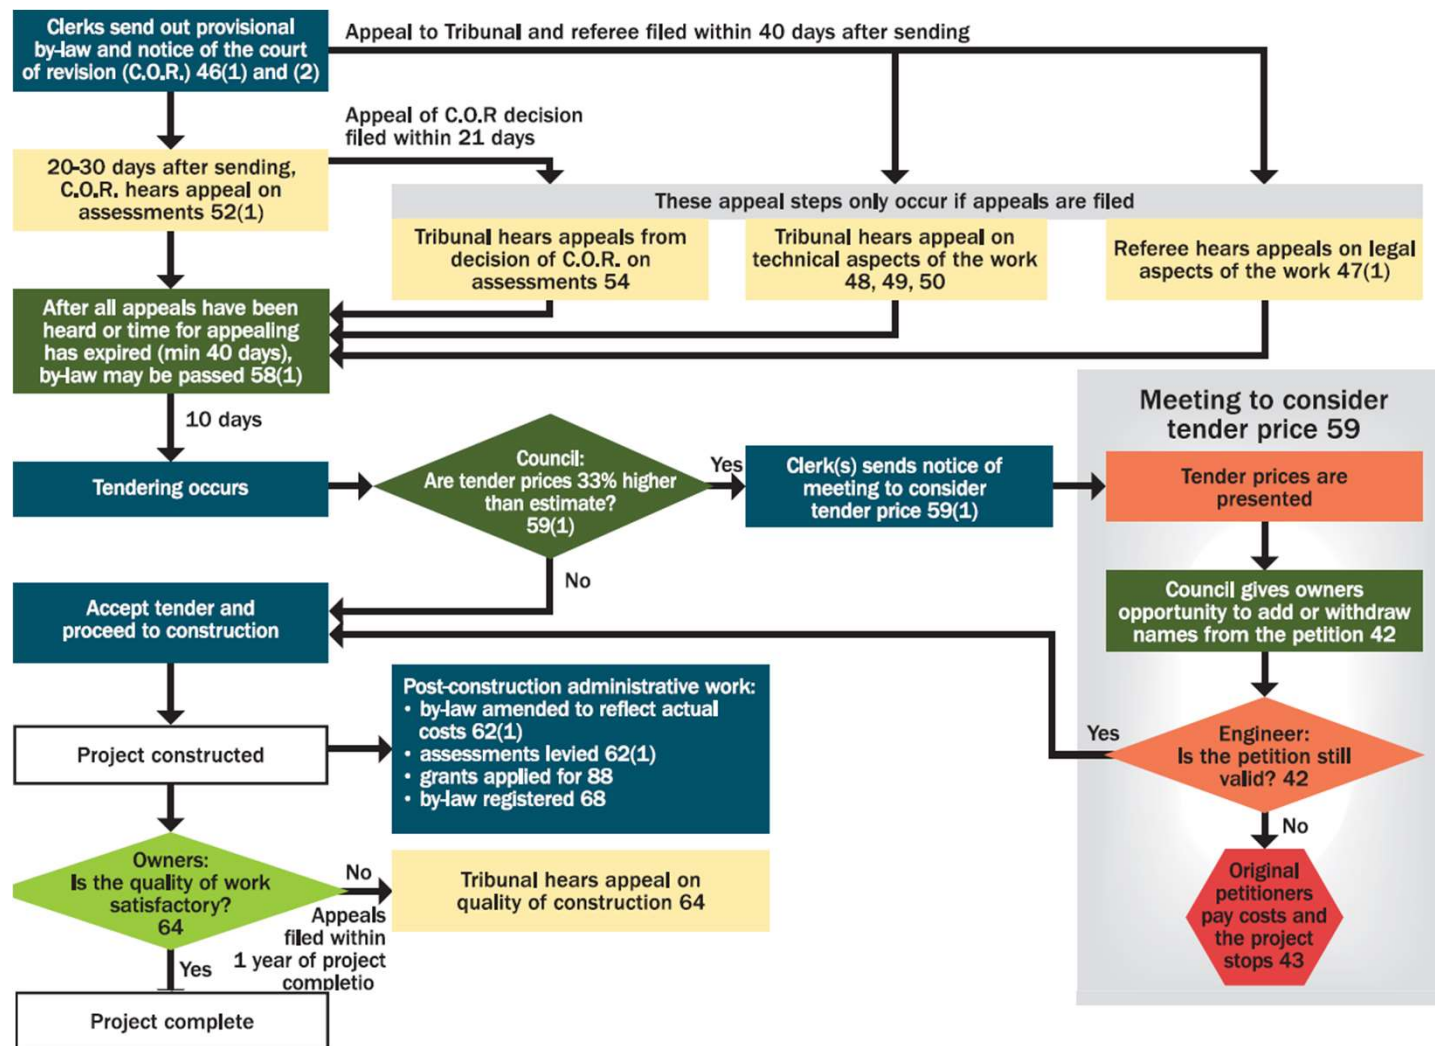 Clerks send out provisional
by-law and notice of the court
of revision (C.O.R.) 46(1) and (2)
Appeal to Tribunal and referee filed within 40 days after sending
Appeal of C.O.R decision
filed within 21 days
20-30 days after sending,
C.O.R. hears appeal on
assessments 52(1)
These appeal steps only occur if appeals are filed
Tribunal hears appeals from
decision of C.O.R. on
assessments 54
Tribunal hears appeal on
technical aspects of the work
48, 49, 50
Referee hears appeals on legal
aspects of the work 47(1)
After all appeals have been
heard or time for appealing
has expired (min 40 days),
by-law may be passed 58(1)
10 days
Tendering occurs
Council:
Are tender prices 33% higher
than estimate?
59(1)
Yes
No
Clerk(s) sends notice of
meeting to consider
tender price 59(1)
Meeting to consider
tender price 59
Tender prices are
presented
Council gives owners
opportunity to add or withdraw
names from the petition 42
Engineer:
Is the petition still
valid? 42
Yes
No
Original
petitioners
pay costs and
the project
stops 43
Accept tender and
proceed to construction
Project constructed
Post-construction administrative work:
• by-law amended to reflect actual
costs 62(1)
• assessments levied 62(1)
• grants applied for 88
• by-law registered 68
Owners:
Is the quality of work
satisfactory?
64
No
Appeals
filed within
1 year of project
completio
Tribunal hears appeal on
quality of construction 64
Yes
Project complete